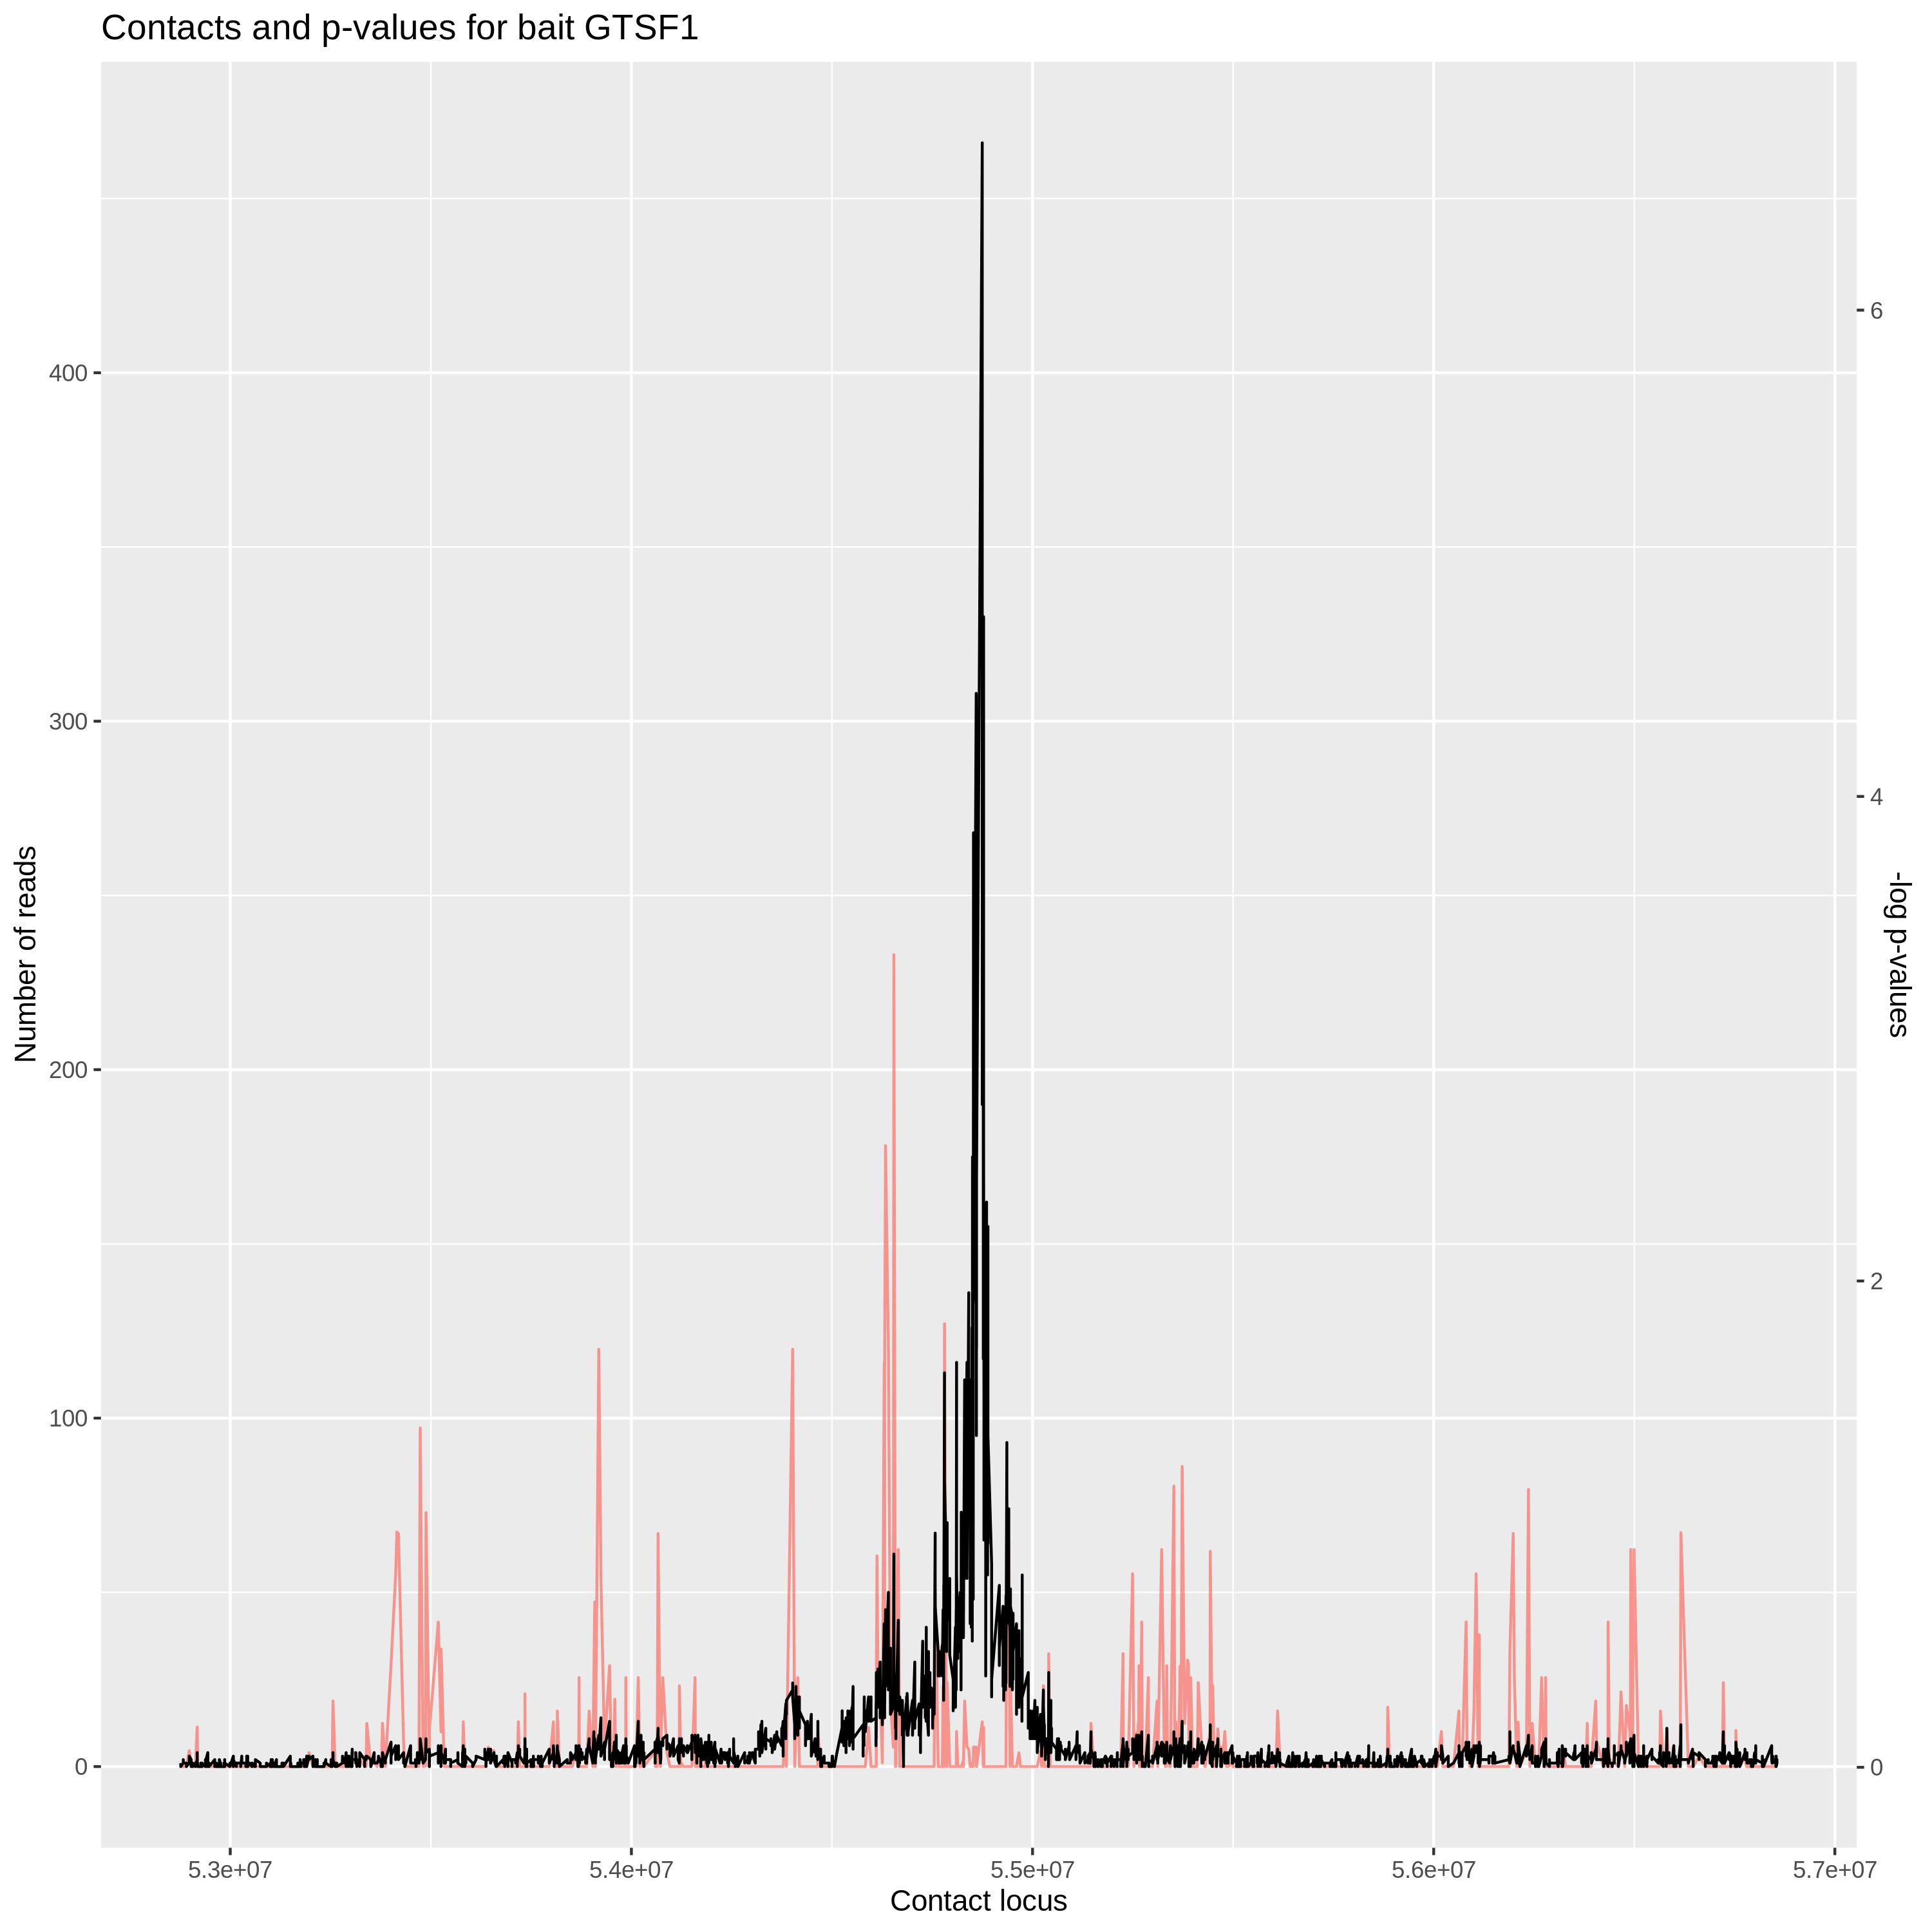 Contacts and p-values for bait GTSF1
400
300
200
100
0
Number of reads
6
4
2
0
-log p-values
5.3e+07
5.4e+07
5.5e+07
5.6e+07
5.7e+07
Contact locus